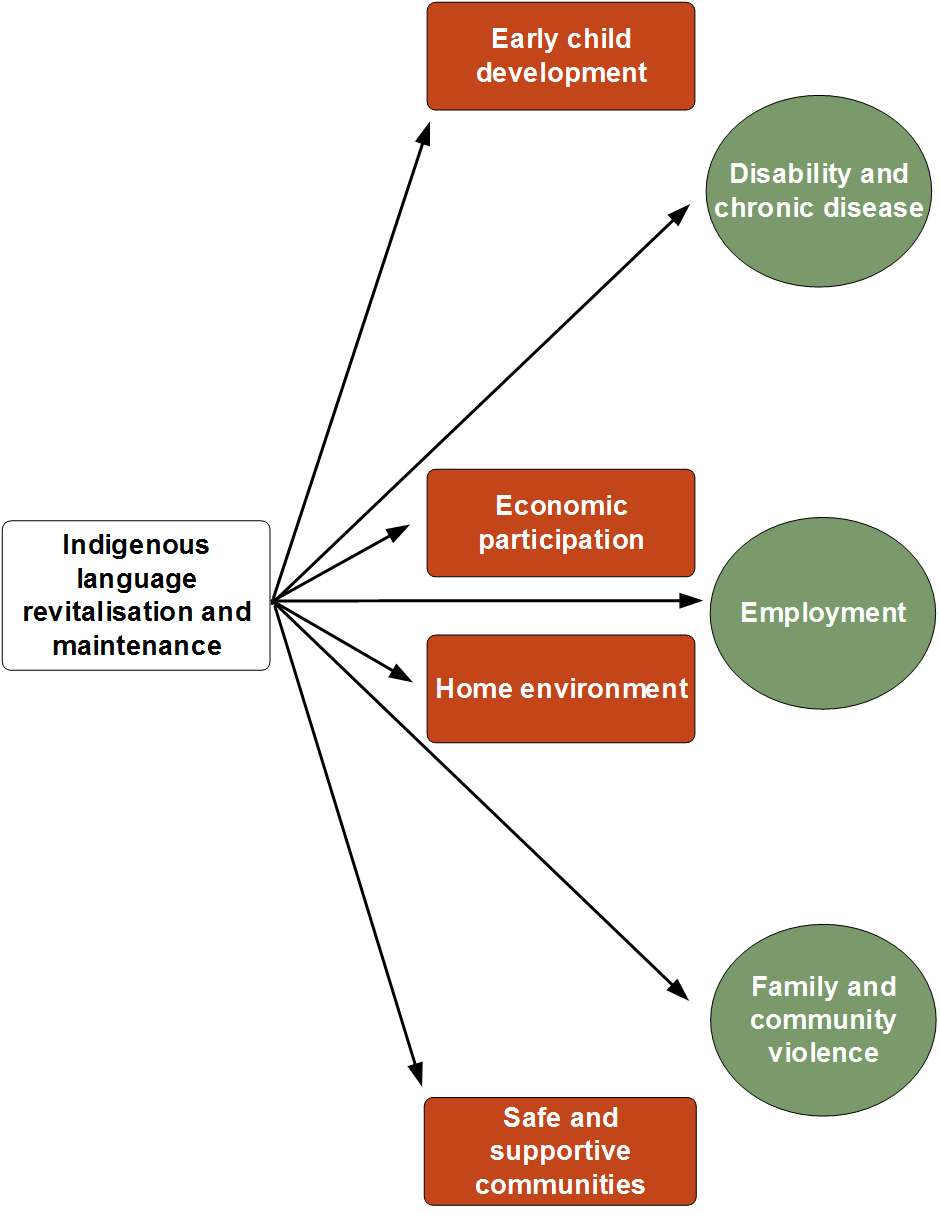 Early child
development
Disability and
chronic disease
Economic
participation
Indigenous
language
revitalisation and
maintenance
Employment
Home environment
Family and
community
violence
Safe and
supportive
communities